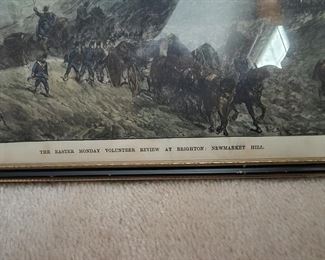 THE EASTER MONDAY VOLUNTEER REVIEW AT BRIGHTON: NEWMARKET HILL.